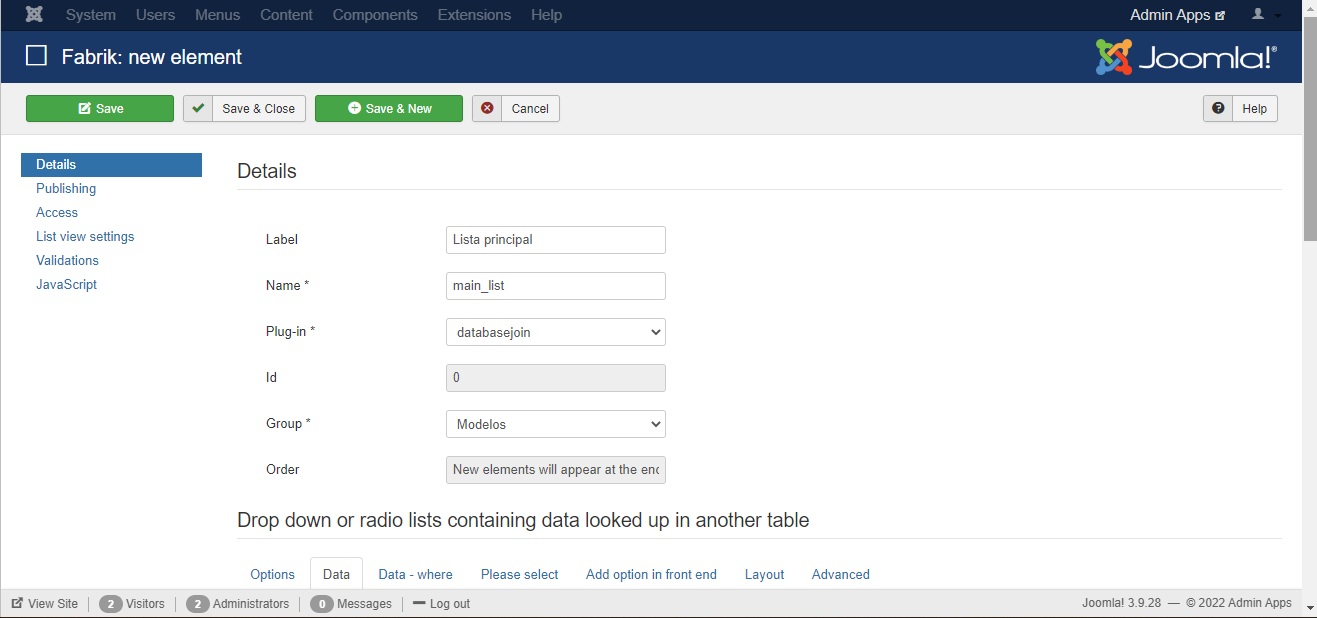 System Users Menus Content Components Extensions Help Admin Apps
Fabrik: new element Joomla!®
Save Save & Close Save & New Cancel Help
Details
Publishing
Access
List view settings
Validations
JavaScript
Details
Label Lista principal
Name * main_list
Plug-in * databasejoin
Id 0
Group * Modelos
Order New elements will appear at the end
Drop down or radio lists containing data looked up in another table
Options Data Data - where Please select Add option in front end Layout Advanced
View Site 2 Visitors 2 Administrators 0 Messages Log out Joomla! 3.9.28 — © 2022 Admin Apps